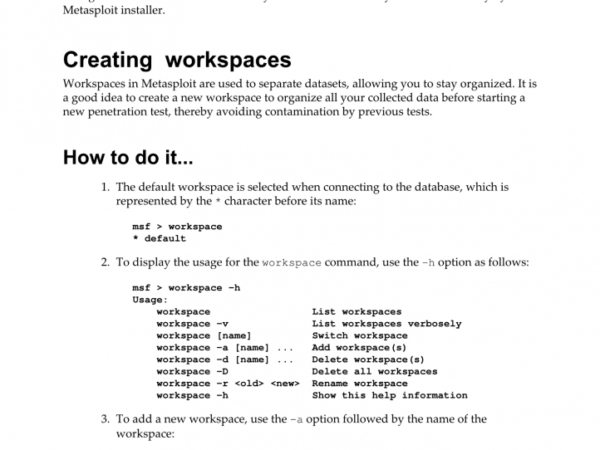 Metasploit installer.
Creating workspaces
Workspaces in Metasploit are used to separate datasets, allowing you to stay organized. It is
a good idea to create a new workspace to organize all your collected data before starting a
new penetration test, thereby avoiding contamination by previous tests.
How to do it...
1. The default workspace is selected when connecting to the database, which is
represented by the * character before its name:
msf > workspace
* default
2. To display the usage for the workspace command, use the -h option as follows:
msf > workspace -h
Usage:
workspace List workspaces
workspace -v List workspaces verbosely
workspace [name] Switch workspace
workspace -a [name] ... Add workspace(s)
workspace -d [name] ... Delete workspace(s)
workspace -D Delete all workspaces
workspace -r <old> <new> Rename workspace
workspace -h Show this help information
3. To add a new workspace, use the -a option followed by the name of the
workspace: